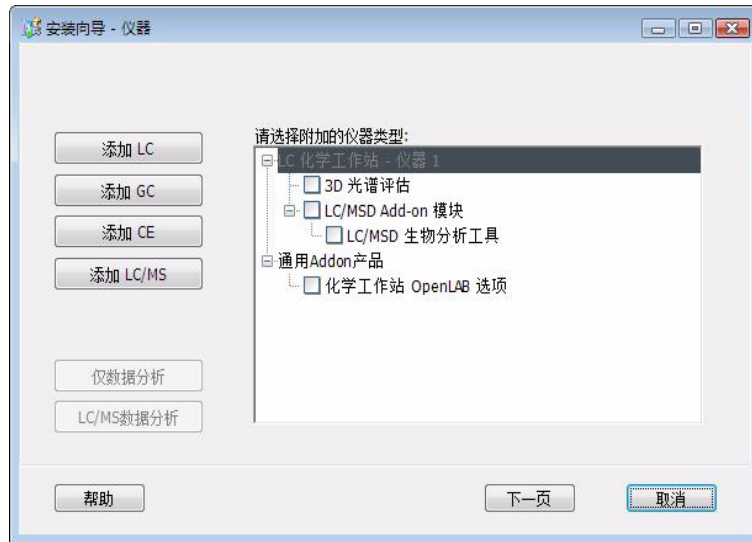 安装向导 - 仪器
请选择附加的仪器类型:
添加 LC
添加 GC
添加 CE
添加 LC/MS
仅数据分析
LC/MS数据分析
LC 化学工作站 - 仪器 1
3D 光谱评估
LC/MSD Add-on 模块
LC/MSD 生物分析工具
通用Addon产品
化学工作站 OpenLAB 选项
帮助
下一页
取消